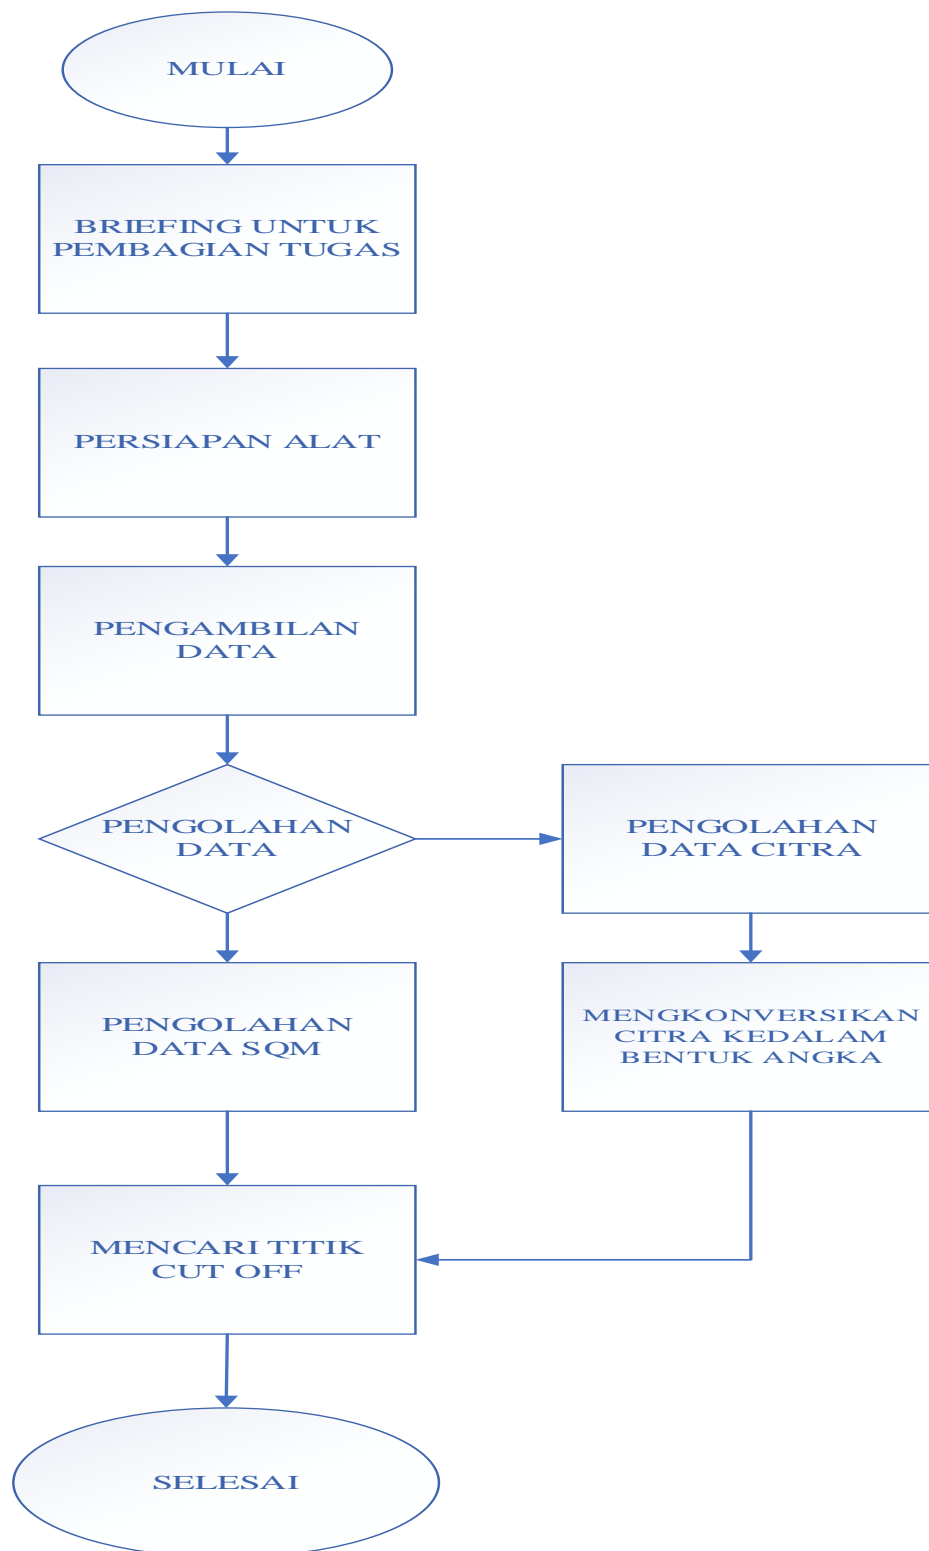 MULAI
BRIEFING UNTUK
PEMBAGIAN TUGAS
PERSIAPAN ALAT
PENGAMBILAN
DATA
PENGOLAHAN
DATA
PENGOLAHAN
DATA CITRA
PENGOLAHAN
DATA SQM
MENGKONVERSIKAN
CITRA KEDALAM
BENTUK ANGKA
MENCARI TITIK
CUT OFF
SELESAI